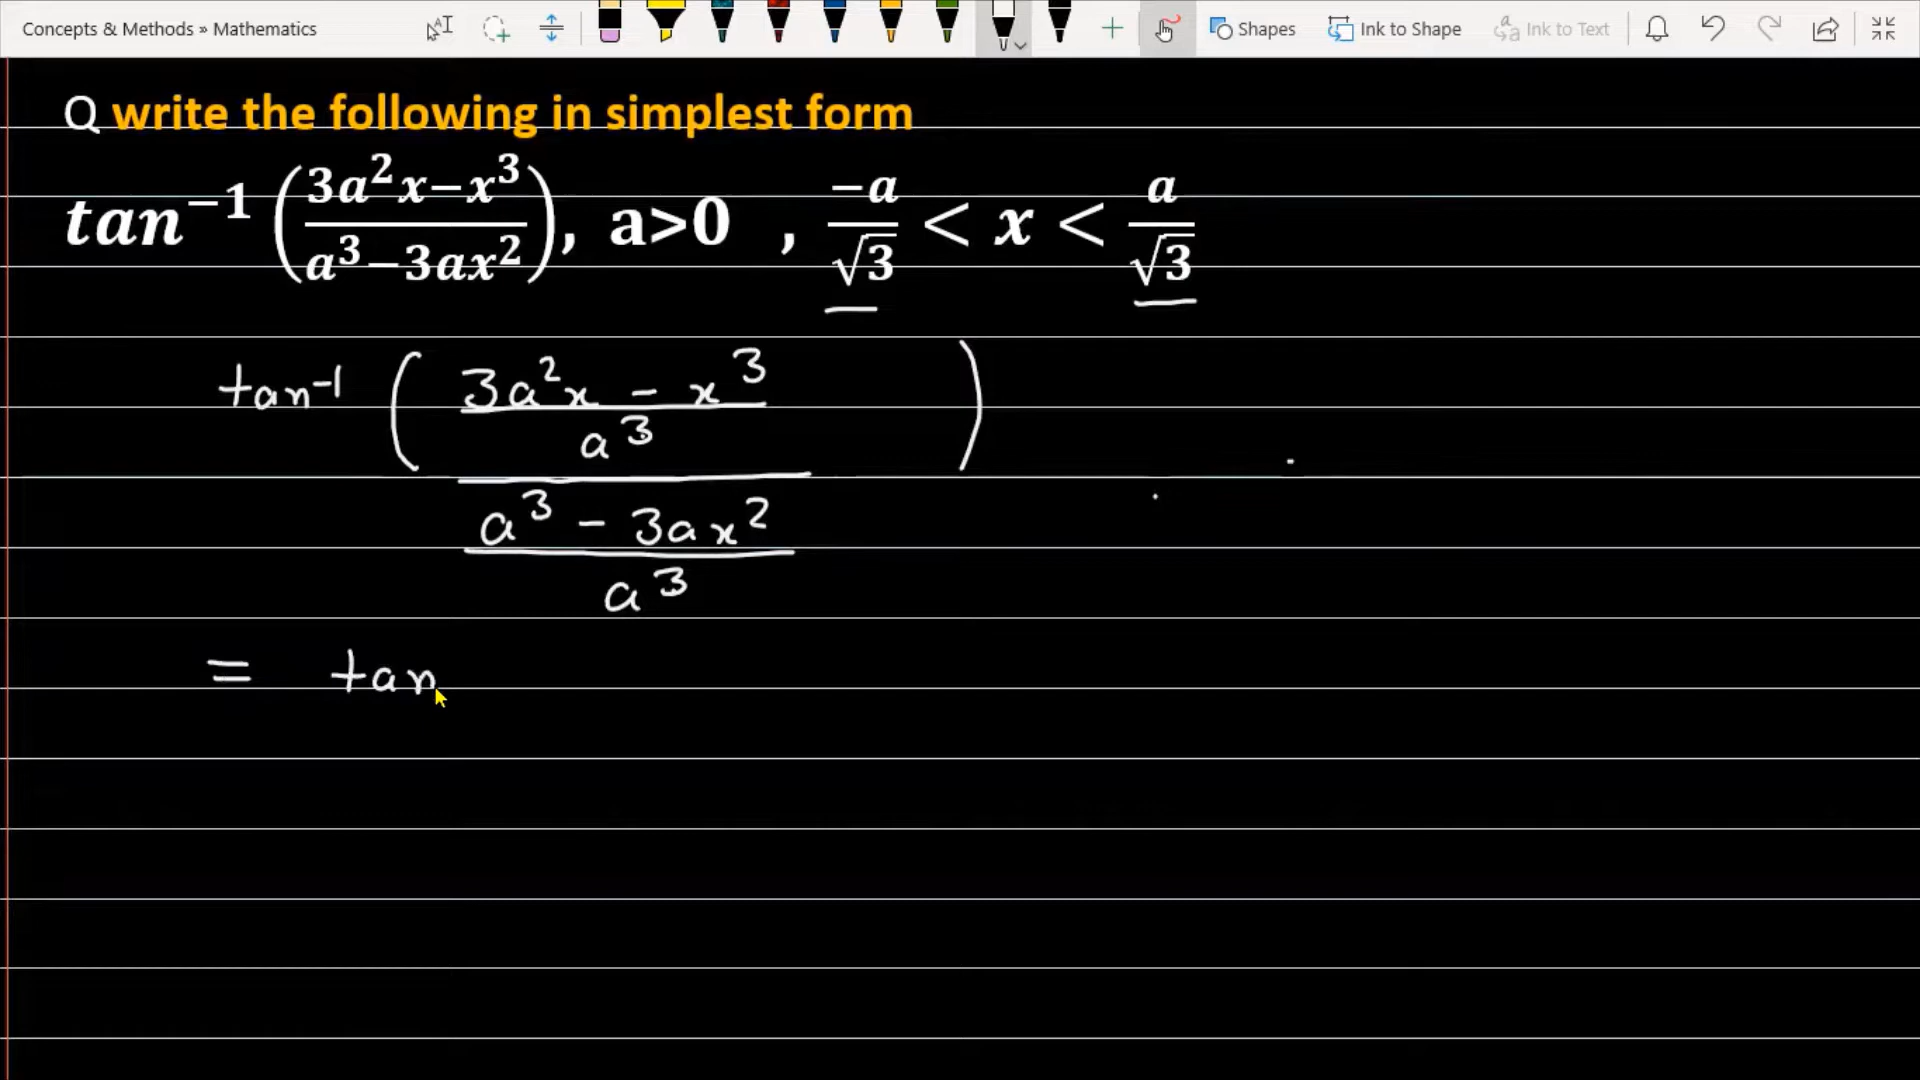 Concepts & Methods » Mathematics
Shapes
Ink to Shape
Ink to Text
Q write the following in simplest form
tan⁻¹ ((3a²x−x³)/(a³−3ax²)), a>0 , −a/√3 < x < a/√3
tan⁻¹ ( ((3a²x − x³)/a³) / ((a³ − 3ax²)/a³) )
= tan